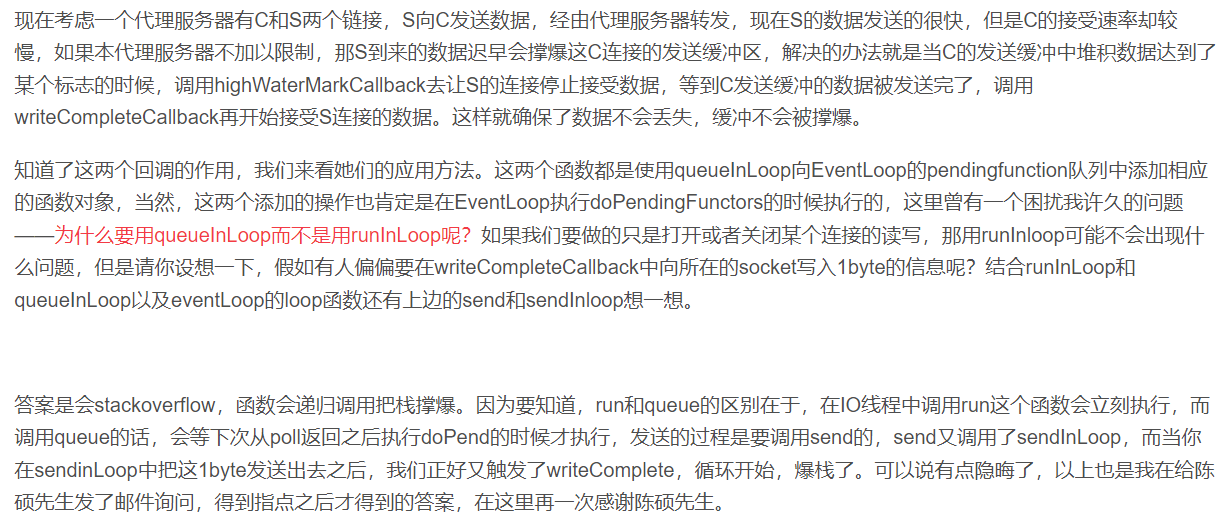 现在考虑一个代理服务器有C和S两个链接，S向C发送数据，经由代理服务器转发，现在S的数据发送的很快，但是C的接受速率却较
慢，如果本代理服务器不加以限制，那S到来的数据迟早会撑爆这C连接的发送缓冲区，解决的办法就是当C的发送缓冲中堆积数据达到了
某个标志的时候，调用highWaterMarkCallback去让S的连接停止接受数据，等到C发送缓冲的数据被发送完了，调用
writeCompleteCallback再开始接受S连接的数据。这样就确保了数据不会丢失，缓冲不会被撑爆。
知道了这两个回调的作用，我们来看她们的应用方法。这两个函数都是使用queueInLoop向EventLoop的pendingfunction队列中添加相应
的函数对象，当然，这两个添加的操作也肯定是在EventLoop执行doPendingFunctors的时候执行的，这里曾有一个困扰我许久的问题
——为什么要用queueInLoop而不是用runInLoop呢？如果我们要做的只是打开或者关闭某个连接的读写，那用runInloop可能不会出现什
么问题，但是请你设想一下，假如有人偏偏要在writeCompleteCallback中向所在的socket写入1byte的信息呢？结合runInLoop和
queueInLoop以及eventLoop的loop函数还有上边的send和sendInloop想一想。
答案是会stackoverflow，函数会递归调用把栈撑爆。因为要知道，run和queue的区别在于，在IO线程中调用run这个函数会立刻执行，而
调用queue的话，会等下次从poll返回之后执行doPend的时候才执行，发送的过程是要调用send的，send又调用了sendInLoop，而当你
在sendinLoop中把这1byte发送出去之后，我们正好又触发了writeComplete，循环开始，爆栈了。可以说有点隐晦了，以上也是我在给陈
硕先生发了邮件询问，得到指点之后才得到的答案，在这里再一次感谢陈硕先生。